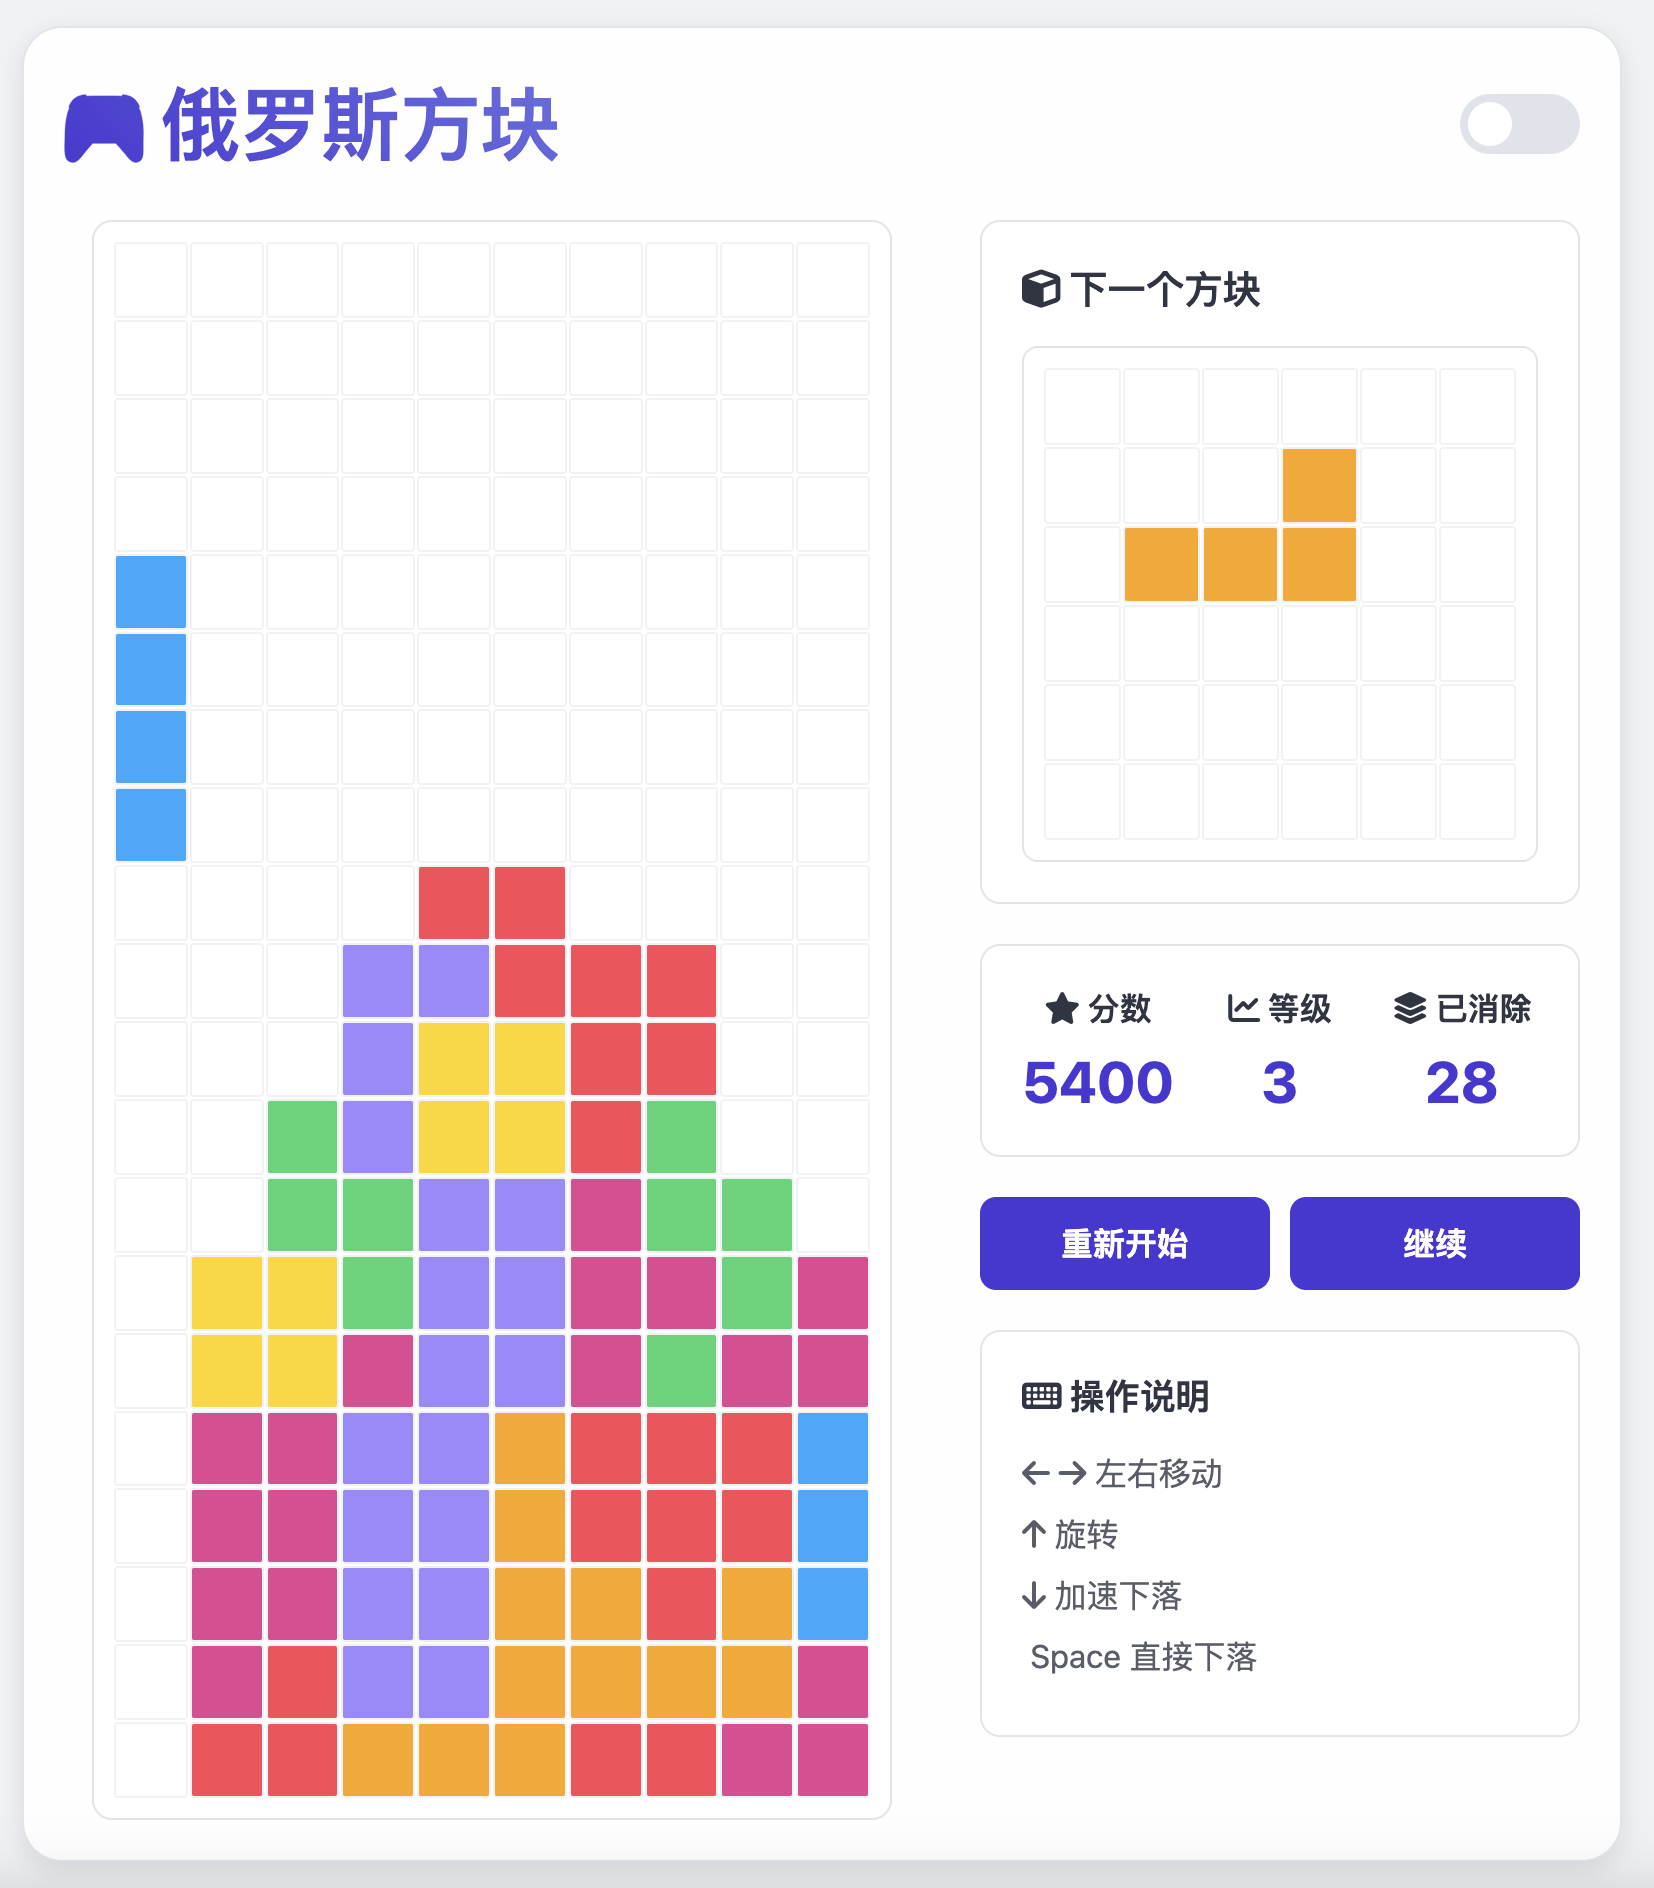 俄罗斯方块
下一个方块
分数 等级 已消除
5400 3 28
重新开始 继续
操作说明
← → 左右移动
↑ 旋转
↓ 加速下落
Space 直接下落